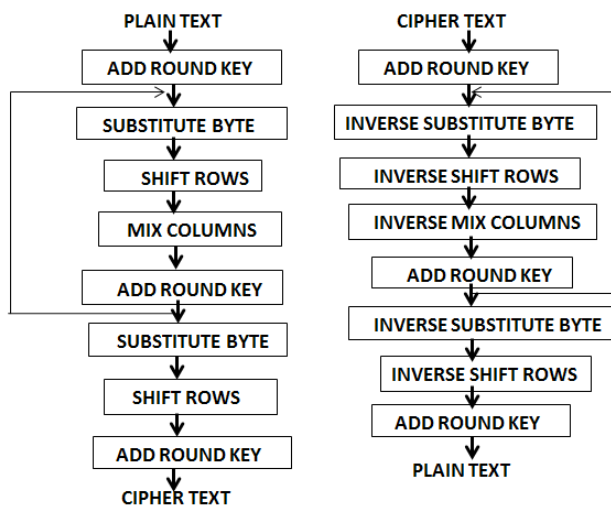 PLAIN TEXT
ADD ROUND KEY
SUBSTITUTE BYTE
SHIFT ROWS
MIX COLUMNS
ADD ROUND KEY
SUBSTITUTE BYTE
SHIFT ROWS
ADD ROUND KEY
CIPHER TEXT
CIPHER TEXT
ADD ROUND KEY
INVERSE SUBSTITUTE BYTE
INVERSE SHIFT ROWS
INVERSE MIX COLUMNS
ADD ROUND KEY
INVERSE SUBSTITUTE BYTE
INVERSE SHIFT ROWS
ADD ROUND KEY
PLAIN TEXT